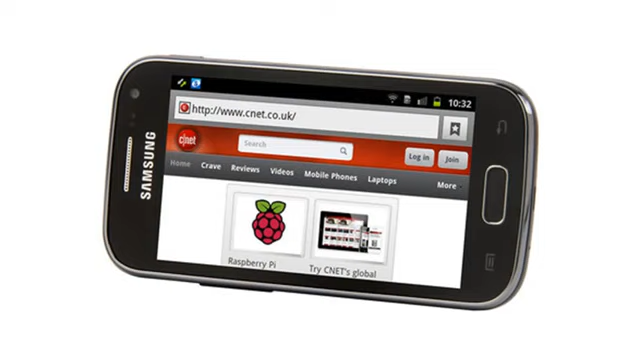 SAMSUNG
10:32
http://www.cnet.co.uk/
c|net
Search
Log in
Join
Home
Crave
Reviews
Videos
Mobile Phones
Laptops
More
Raspberry Pi
Try CNET's global